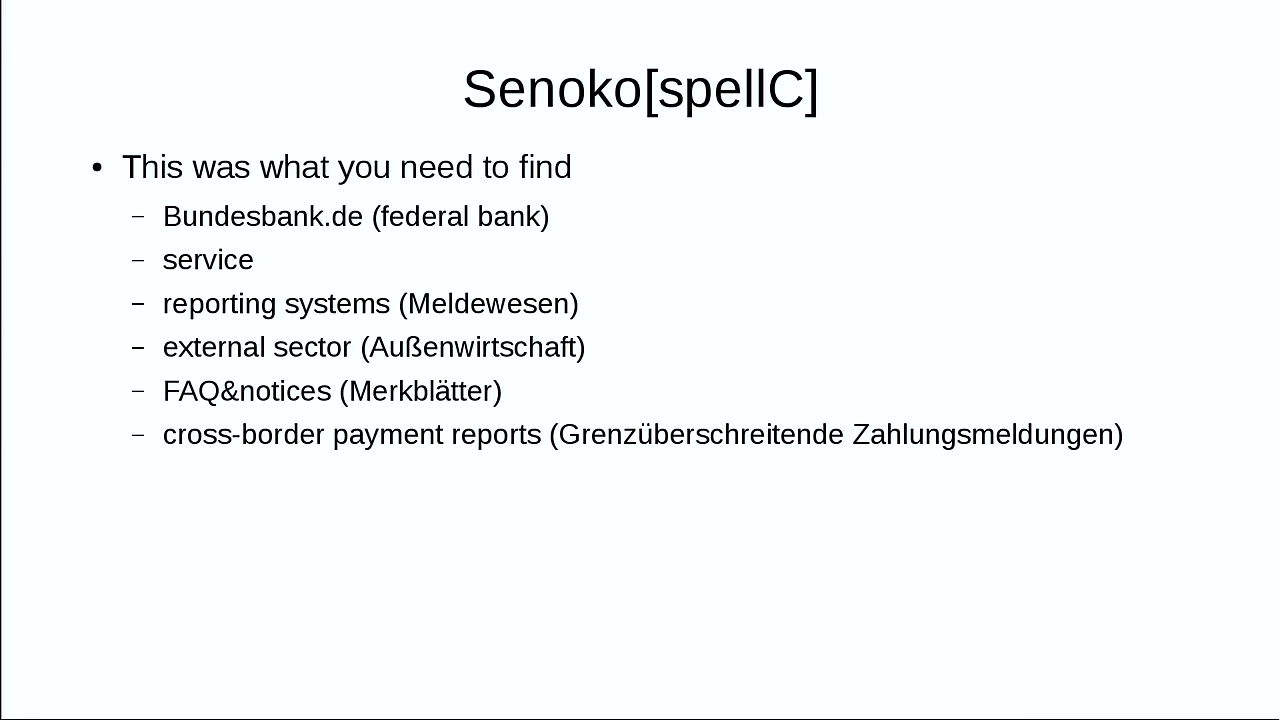 Senoko[spellC]
• This was what you need to find
– Bundesbank.de (federal bank)
– service
– reporting systems (Meldewesen)
– external sector (Außenwirtschaft)
– FAQ&notices (Merkblätter)
– cross-border payment reports (Grenzüberschreitende Zahlungsmeldungen)